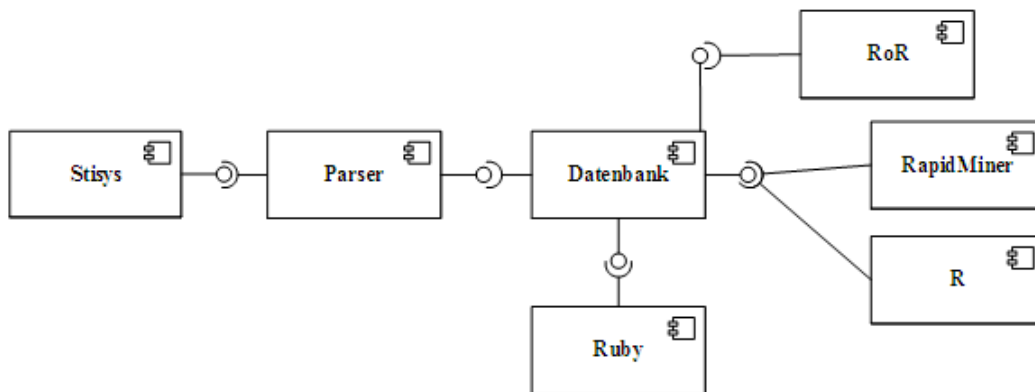 RoR
Stisys
Parser
Datenbank
RapidMiner
R
Ruby